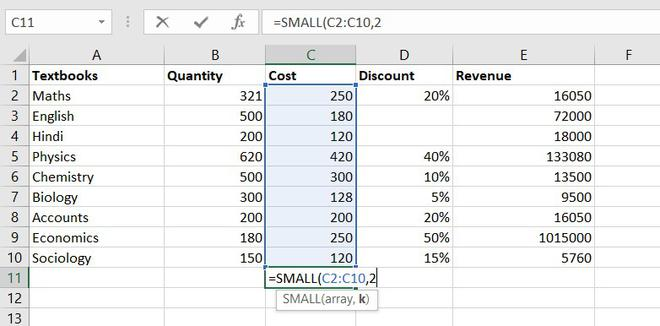 C11 fx =SMALL(C2:C10,2
A B C D E F
1 Textbooks Quantity Cost Discount Revenue
2 Maths 321 250 20% 16050
3 English 500 180 72000
4 Hindi 200 120 18000
5 Physics 620 420 40% 133080
6 Chemistry 500 300 10% 13500
7 Biology 300 128 5% 9500
8 Accounts 200 200 20% 16050
9 Economics 180 250 50% 1015000
10 Sociology 150 120 15% 5760
11 =SMALL(C2:C10,2
12 SMALL(array, k)
13